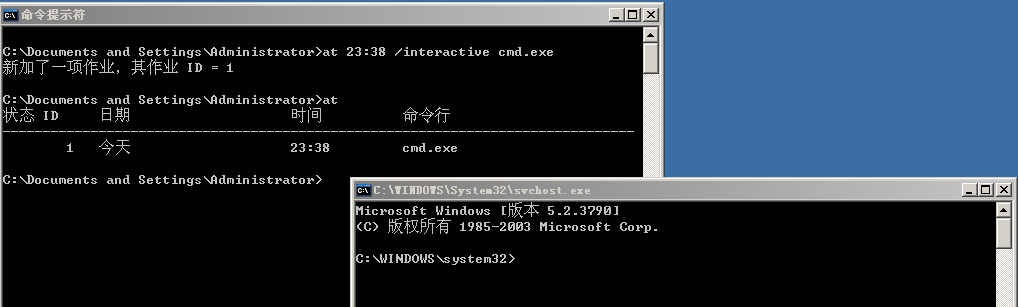 命令提示符
C:\Documents and Settings\Administrator>at 23:38 /interactive cmd.exe
新加了一项作业，其作业 ID = 1
C:\Documents and Settings\Administrator>at
状态 ID 日期 时间 命令行
-------------------------------------------------------------------------------
1 今天 23:38 cmd.exe
C:\Documents and Settings\Administrator>
C:\WINDOWS\System32\svchost.exe
Microsoft Windows [版本 5.2.3790]
(C) 版权所有 1985-2003 Microsoft Corp.
C:\WINDOWS\system32>